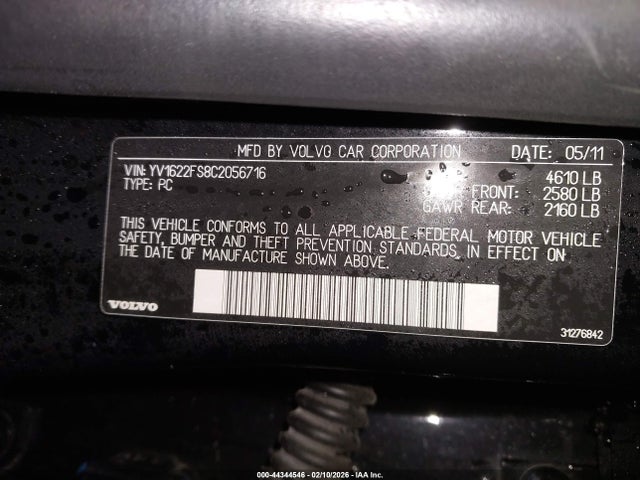 MFD BY VOLVO CAR CORPORATION DATE: 05/11
VIN: YV1622FS8C2056716 4610 LB
TYPE: PC FRONT: 2580 LB
GAWR REAR: 2160 LB
THIS VEHICLE CONFORMS TO ALL APPLICABLE FEDERAL MOTOR VEHICLE
SAFETY, BUMPER AND THEFT PREVENTION STANDARDS IN EFFECT ON
THE DATE OF MANUFACTURE SHOWN ABOVE.
VOLVO
31276842
000-44344546 - 02/10/2026 - IAA Inc.